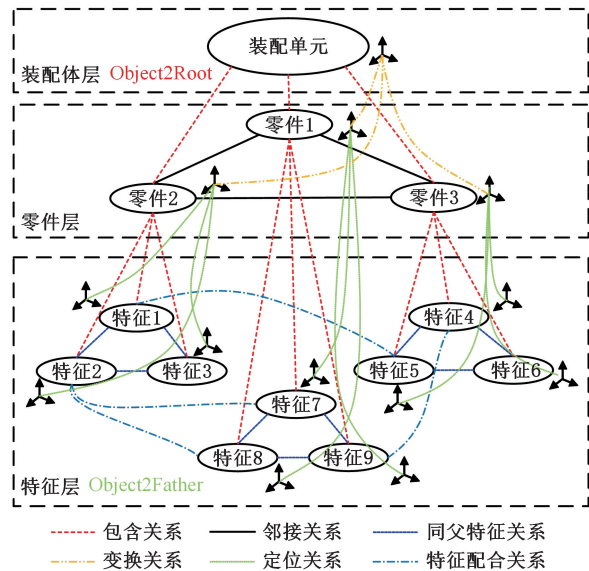 装配单元
装配体层 Object2Root
零件1
零件2
零件3
零件层
特征1
特征4
特征2
特征3
特征5
特征6
特征7
特征8
特征9
特征层 Object2Father
包含关系
邻接关系
同父特征关系
变换关系
定位关系
特征配合关系